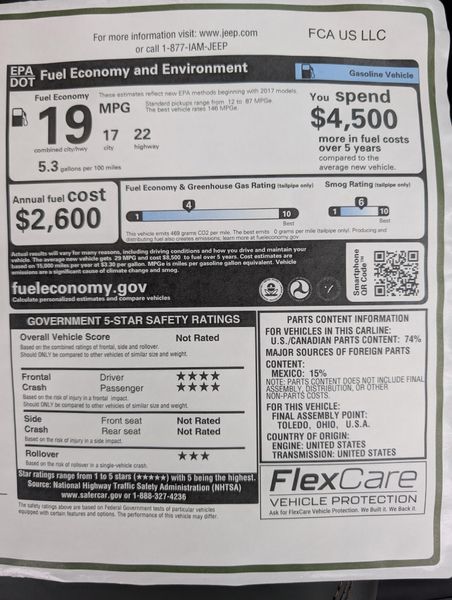 For more information visit: www.jeep.com
or call 1-877-IAM-JEEP
FCA US LLC
EPA
DOT
Fuel Economy and Environment
Gasoline Vehicle
Fuel Economy
These estimates reflect new EPA methods beginning with 2017 models.
19
MPG
Standard pickups range from 12 to 87 MPGe.
The best vehicle rates 146 MPGe.
17
22
combined city/hwy
city
highway
5.3 gallons per 100 miles
You spend
$4,500
more in fuel costs
over 5 years
compared to the
average new vehicle.
Annual fuel COST
$2,600
Fuel Economy & Greenhouse Gas Rating (tailpipe only)
4
1
10
Best
Smog Rating (tailpipe only)
6
1
10
Best
This vehicle emits 469 grams CO2 per mile. The best emits 0 grams per mile (tailpipe only). Producing and
distributing fuel also creates emissions; learn more at fueleconomy.gov
Actual results will vary for many reasons, including driving conditions and how you drive and maintain your
vehicle. The average new vehicle gets 29 MPG and cost $8,500 to fuel over 5 years. Cost estimates are
based on 15,000 miles per year at $3.30 per gallon. MPGe is miles per gasoline gallon equivalent. Vehicle
emissions are a significant cause of climate change and smog.
fueleconomy.gov
Calculate personalized estimates and compare vehicles
Smartphone
QR Code™
GOVERNMENT 5-STAR SAFETY RATINGS
Overall Vehicle Score
Not Rated
Based on the combined ratings of frontal, side and rollover.
Should ONLY be compared to other vehicles of similar size and weight.
Frontal
Driver
★★★★
Crash
Passenger
★★★★
Based on the risk of injury in a frontal impact.
Should ONLY be compared to other vehicles of similar size and weight.
Side
Front seat
Not Rated
Crash
Rear seat
Not Rated
Based on the risk of injury in a side impact.
Rollover
★★★
Based on the risk of rollover in a single-vehicle crash.
Star ratings range from 1 to 5 stars (★★★★★) with 5 being the highest.
Source: National Highway Traffic Safety Administration (NHTSA)
www.safercar.gov or 1-888-327-4236
The safety ratings above are based on Federal Government tests of particular vehicles
equipped with certain features and options. The performance of this vehicle may differ.
PARTS CONTENT INFORMATION
FOR VEHICLES IN THIS CARLINE:
U.S./CANADIAN PARTS CONTENT: 74%
MAJOR SOURCES OF FOREIGN PARTS
CONTENT:
MEXICO: 15%
NOTE: PARTS CONTENT DOES NOT INCLUDE FINAL
ASSEMBLY, DISTRIBUTION, OR OTHER
NON-PARTS COSTS.
FOR THIS VEHICLE:
FINAL ASSEMBLY POINT:
TOLEDO, OHIO, U.S.A.
COUNTRY OF ORIGIN:
ENGINE: UNITED STATES
TRANSMISSION: UNITED STATES
FlexCare
VEHICLE PROTECTION
Ask for FlexCare Vehicle Protection. We Built it. We Back it.